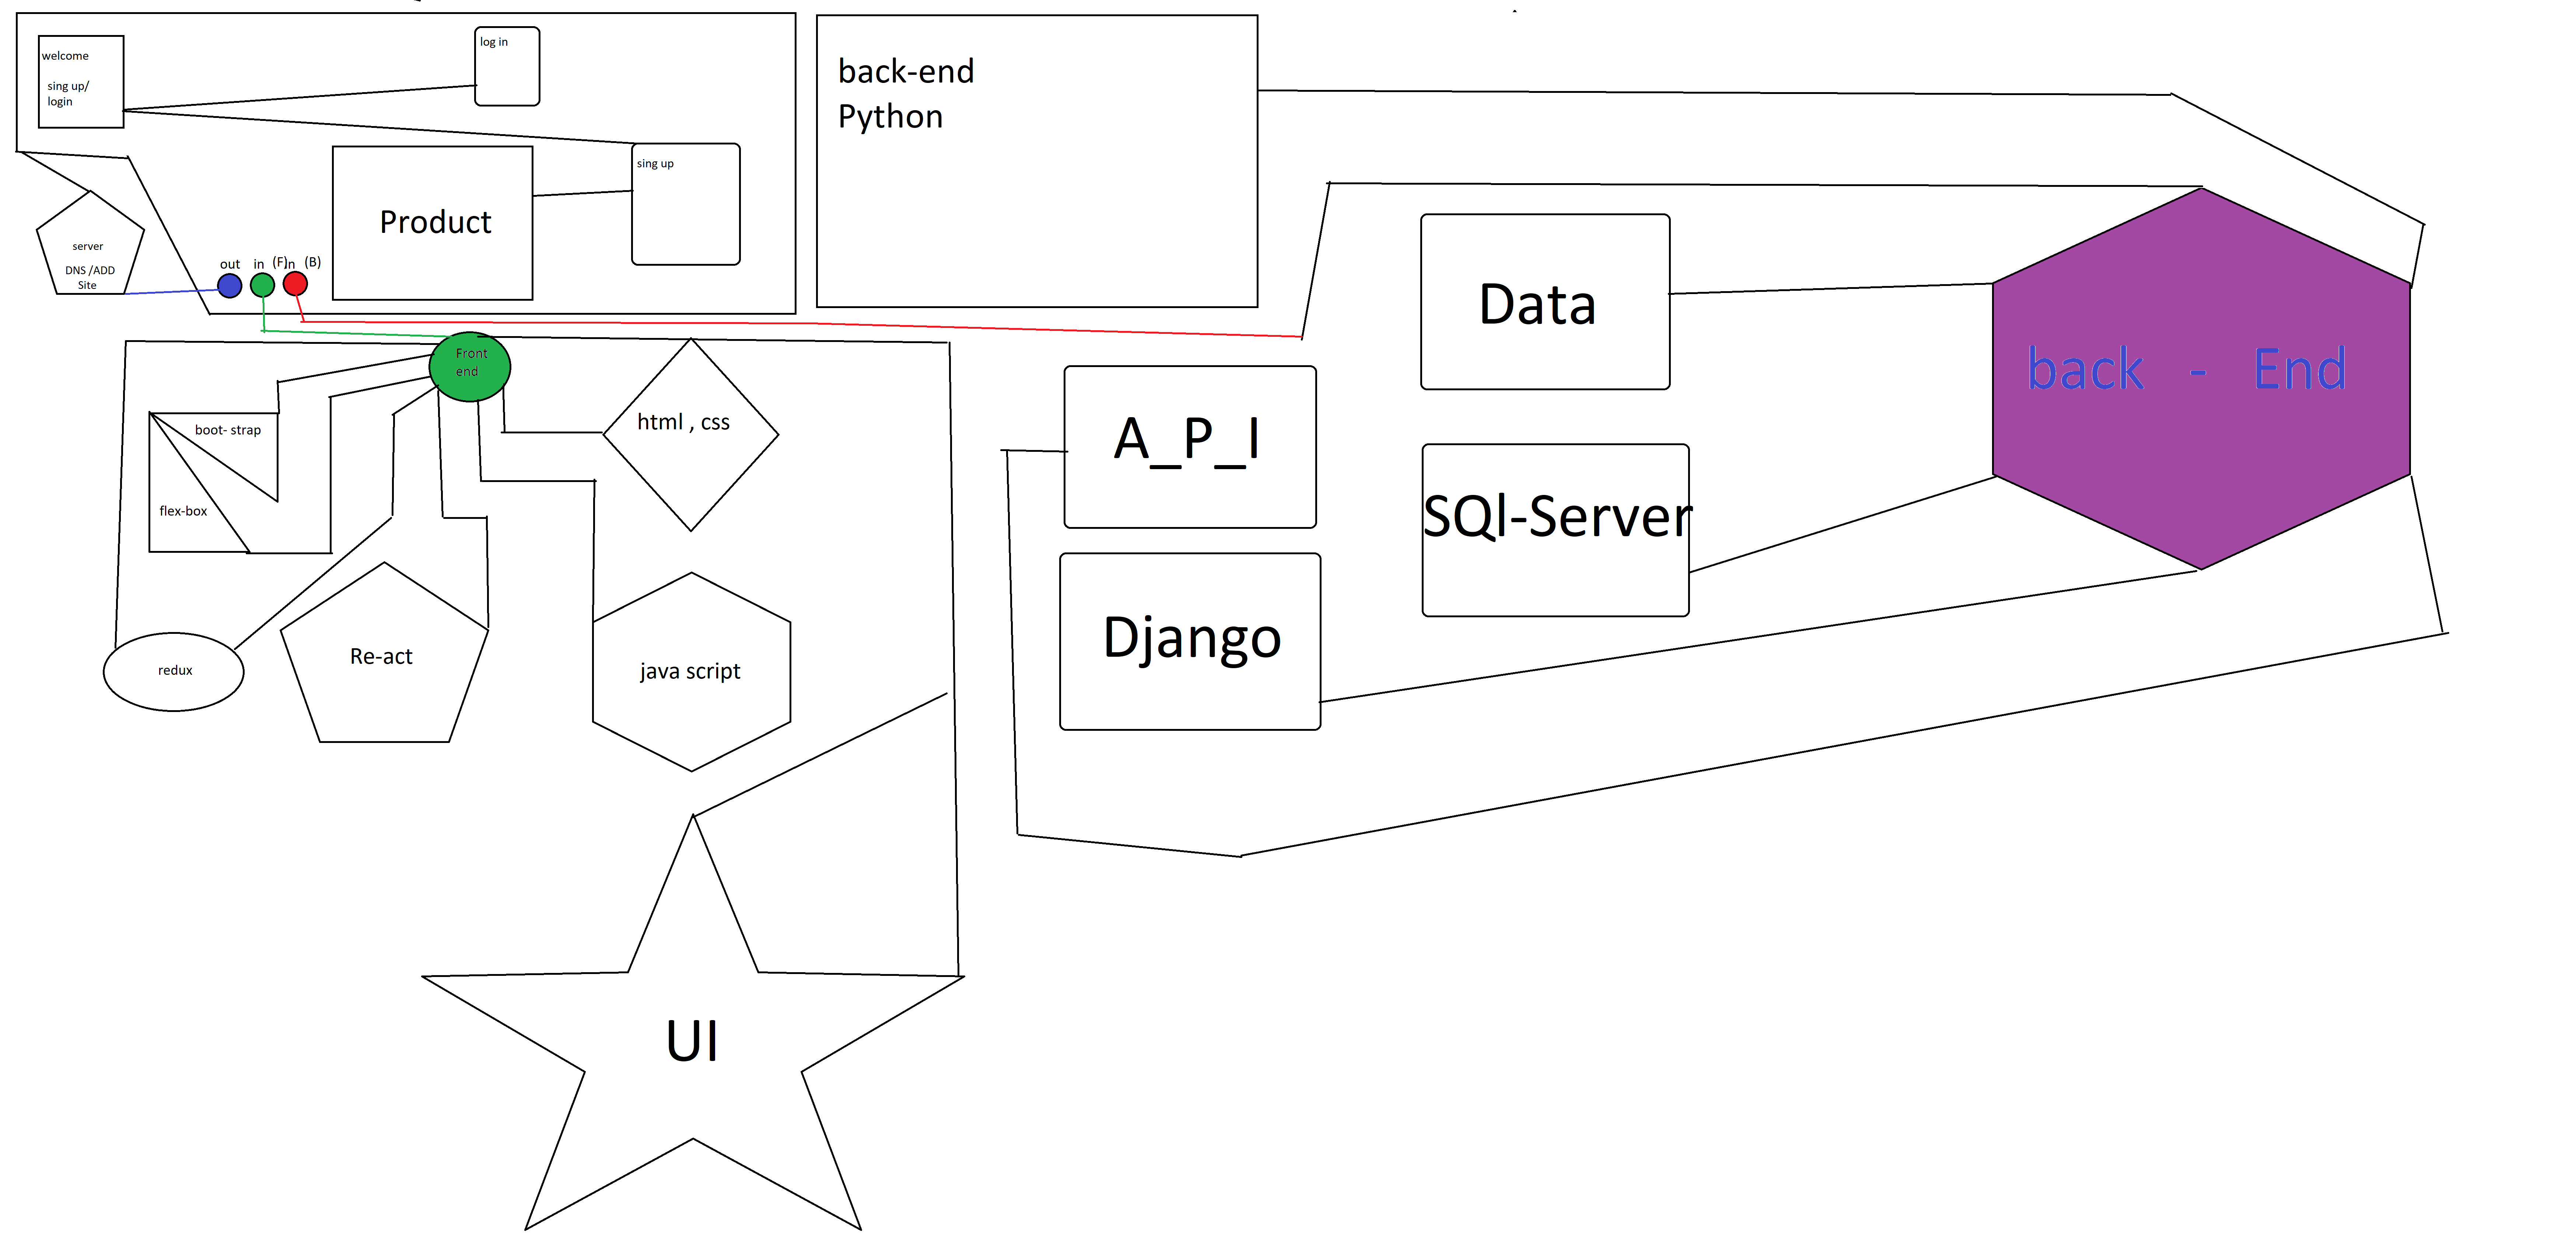 welcome
sing up/
login
log in
sing up
Product
server
DNS /ADD
Site
out in (F)n (B)
back-end
Python
Front
end
boot- strap
flex-box
html , css
redux
Re-act
java script
UI
Data
A_P_I
SQl-Server
Django
back - End